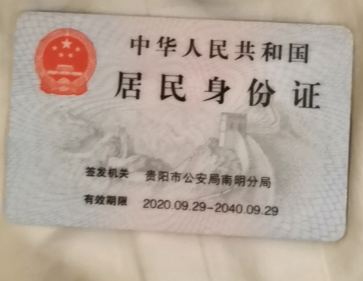 中华人民共和国
居民身份证
签发机关 贵阳市公安局南明分局
有效期限 2020.09.29-2040.09.29